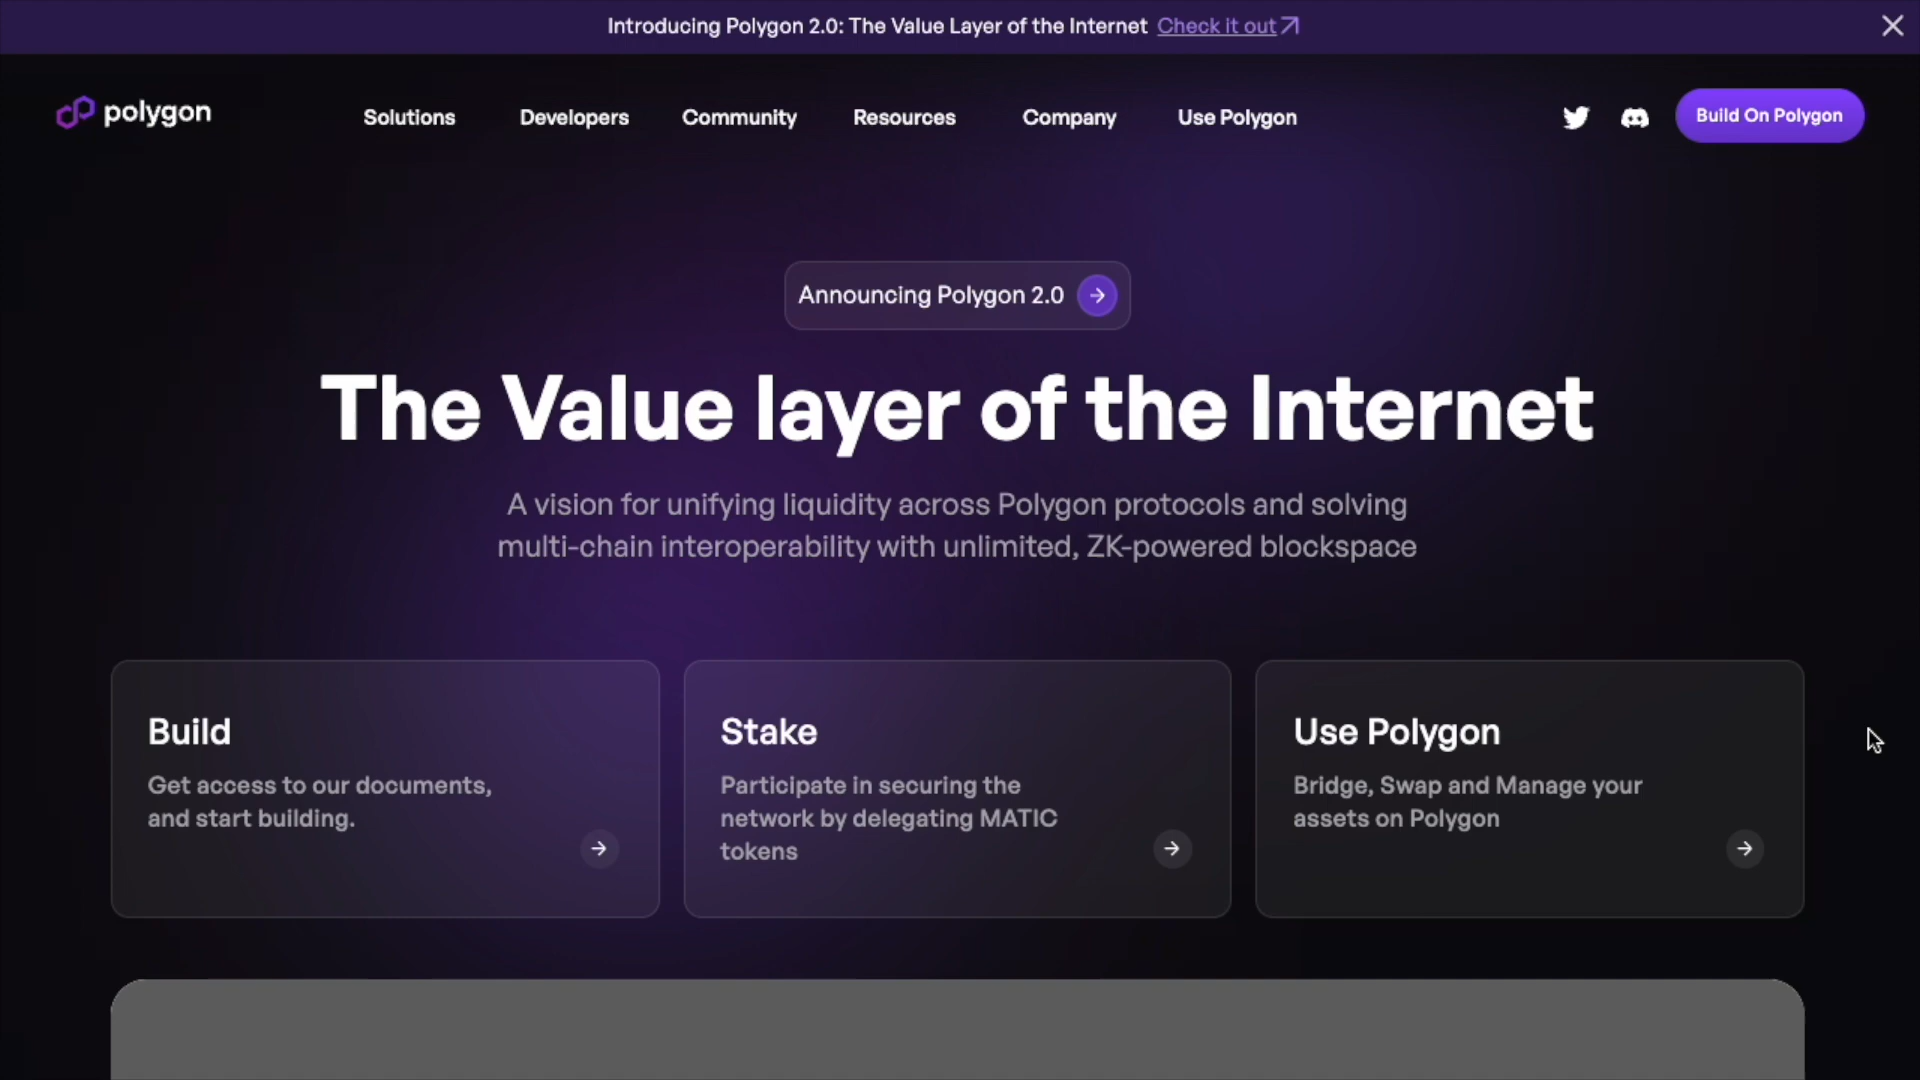 Introducing Polygon 2.0: The Value Layer of the Internet Check it out
polygon
Solutions Developers Community Resources Company Use Polygon
Build On Polygon
Announcing Polygon 2.0
The Value layer of the Internet
A vision for unifying liquidity across Polygon protocols and solving
multi-chain interoperability with unlimited, ZK-powered blockspace
Build
Get access to our documents,
and start building.
Stake
Participate in securing the
network by delegating MATIC
tokens
Use Polygon
Bridge, Swap and Manage your
assets on Polygon